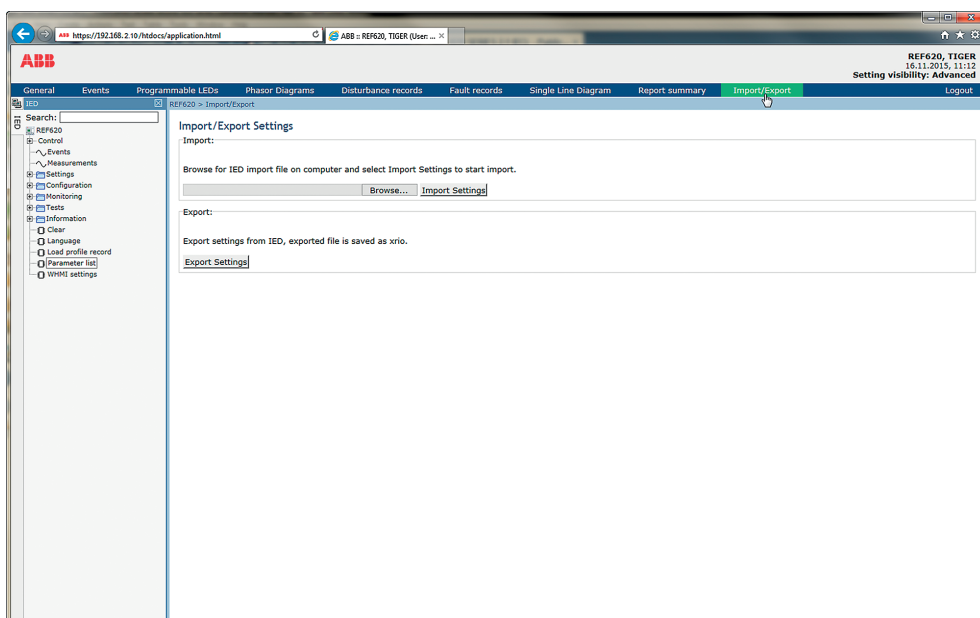 ABB https://192.168.2.10/htdocs/application.html
ABB :: REF620, TIGER (User: ...
ABB
REF620, TIGER
16.11.2015, 11:12
Setting visibility: Advanced
General Events Programmable LEDs Phasor Diagrams Disturbance records Fault records Single Line Diagram Report summary Import/Export Logout
IED
IED
REF620 > Import/Export
Search:
REF620
Control
Events
Measurements
Settings
Configuration
Monitoring
Tests
Information
Clear
Language
Load profile record
Parameter list
WHMI settings
Import/Export Settings
Import:
Browse for IED import file on computer and select Import Settings to start import.
Browse... Import Settings
Export:
Export settings from IED, exported file is saved as xrio.
Export Settings